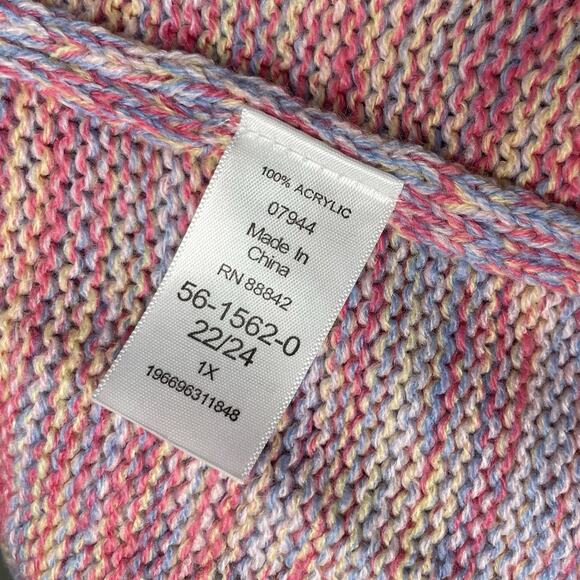 100% ACRYLIC
07944
Made In
China
RN 88842
56-1562-0
22/24
1X
196696311848